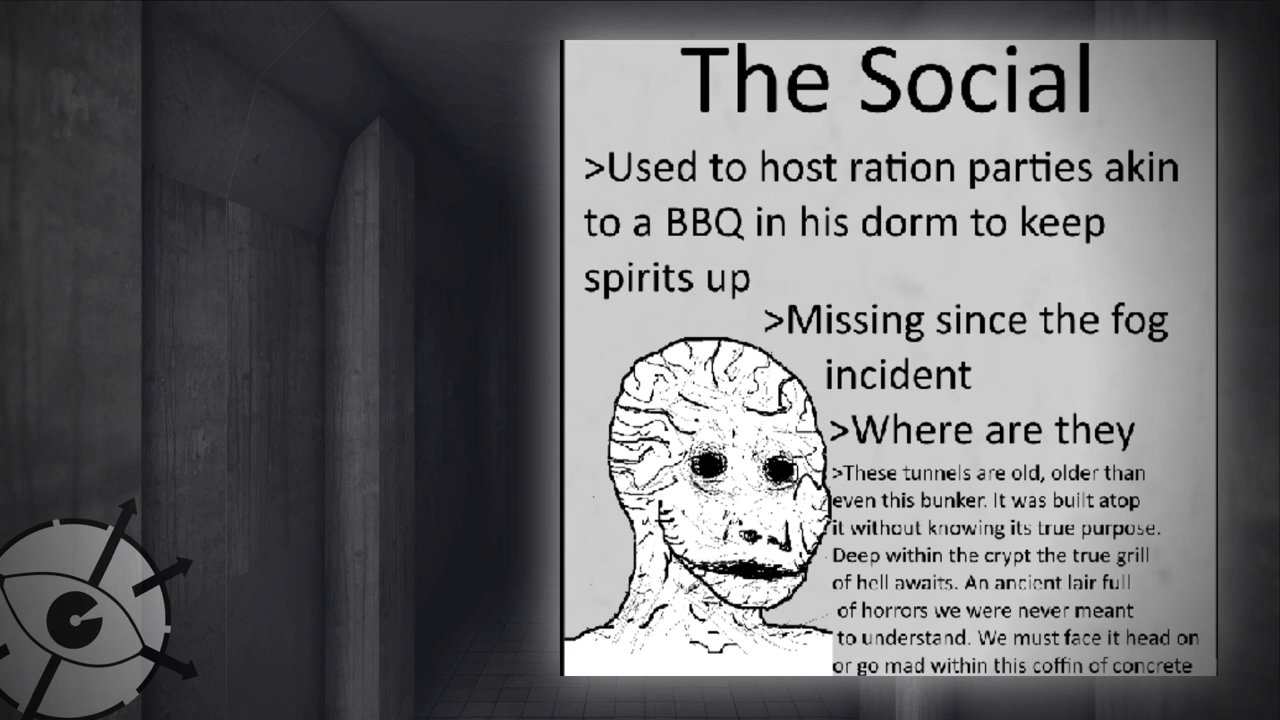 The Social
>Used to host ration parties akin
to a BBQ in his dorm to keep
spirits up
>Missing since the fog
incident
>Where are they
>These tunnels are old, older than
even this bunker. It was built atop
it without knowing its true purpose.
Deep within the crypt the true grill
of hell awaits. An ancient lair full
of horrors we were never meant
to understand. We must face it head on
or go mad within this coffin of concrete